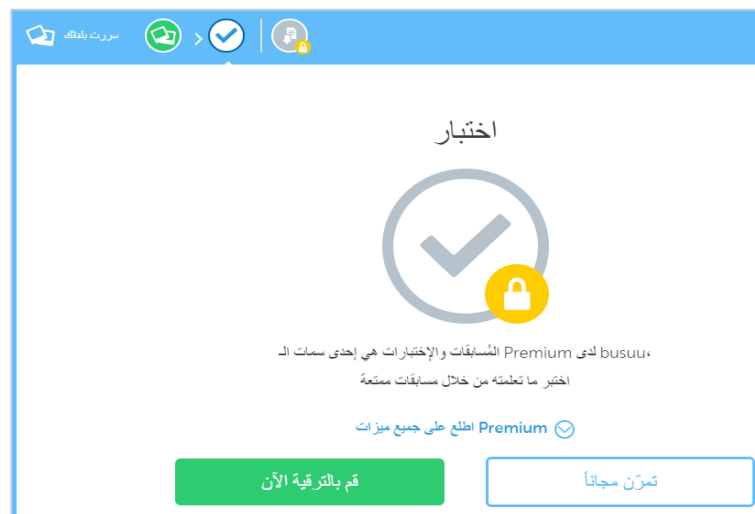 سررت بلقائك
اختبار
المُسابقات والإختبارات هي إحدى سمات الـ Premium لدى busuu،
اختبر ما تعلمته من خلال مسابقات ممتعة
اطلع على جميع ميزات Premium
قم بالترقية الآن
تمرّن مجاناً